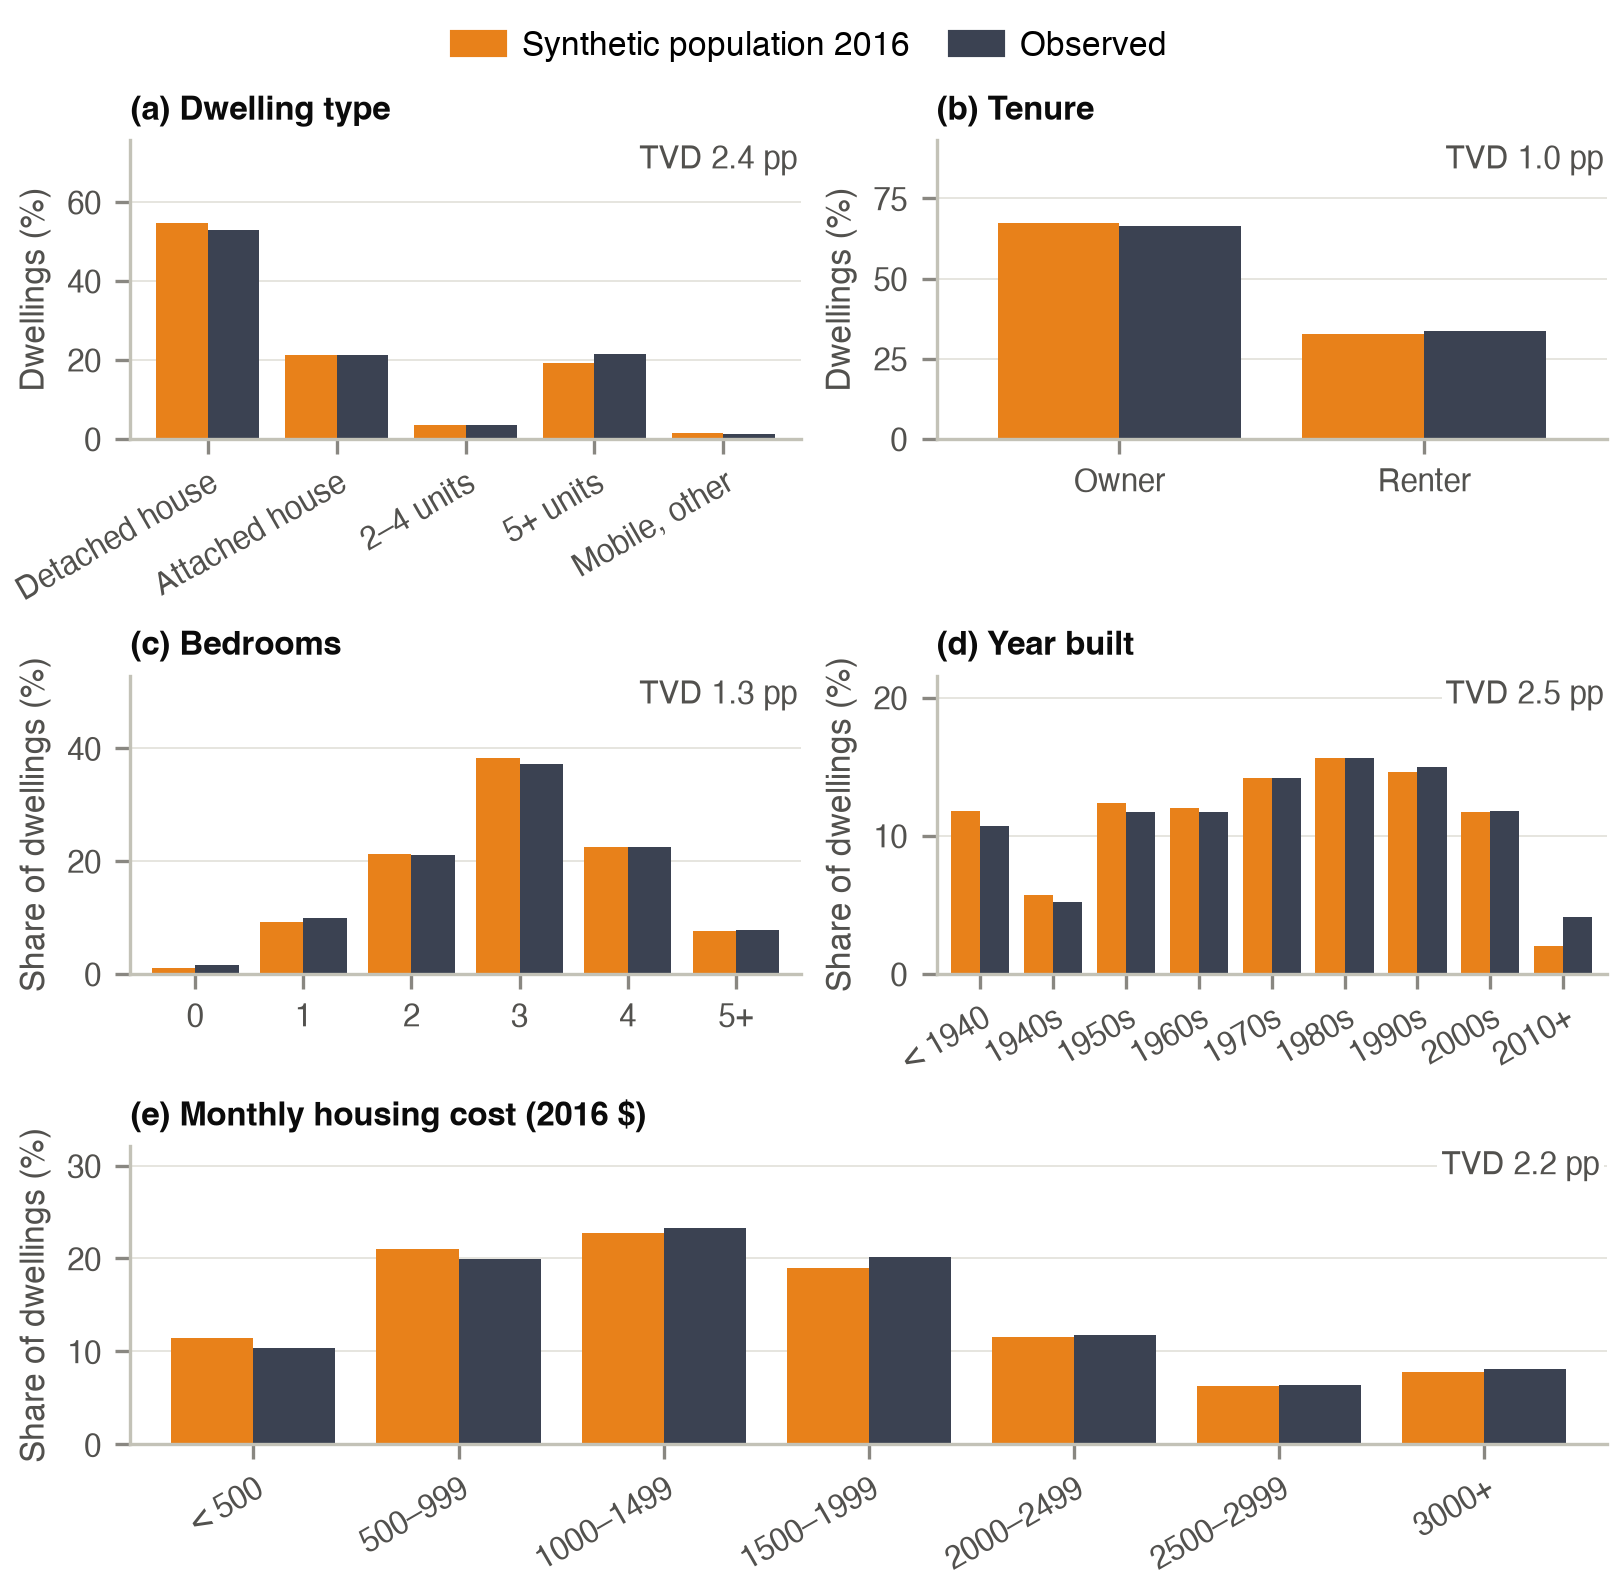 Synthetic population 2016
Observed
(a) Dwelling type
TVD 2.4 pp
Dwellings (%)
60
40
20
0
Detached house
Attached house
2–4 units
5+ units
Mobile, other
(b) Tenure
TVD 1.0 pp
Dwellings (%)
75
50
25
0
Owner
Renter
(c) Bedrooms
TVD 1.3 pp
Share of dwellings (%)
40
20
0
0
1
2
3
4
5+
(d) Year built
TVD 2.5 pp
Share of dwellings (%)
20
10
0
< 1940
1940s
1950s
1960s
1970s
1980s
1990s
2000s
2010+
(e) Monthly housing cost (2016 $)
TVD 2.2 pp
Share of dwellings (%)
30
20
10
0
< 500
500–999
1000–1499
1500–1999
2000–2499
2500–2999
3000+